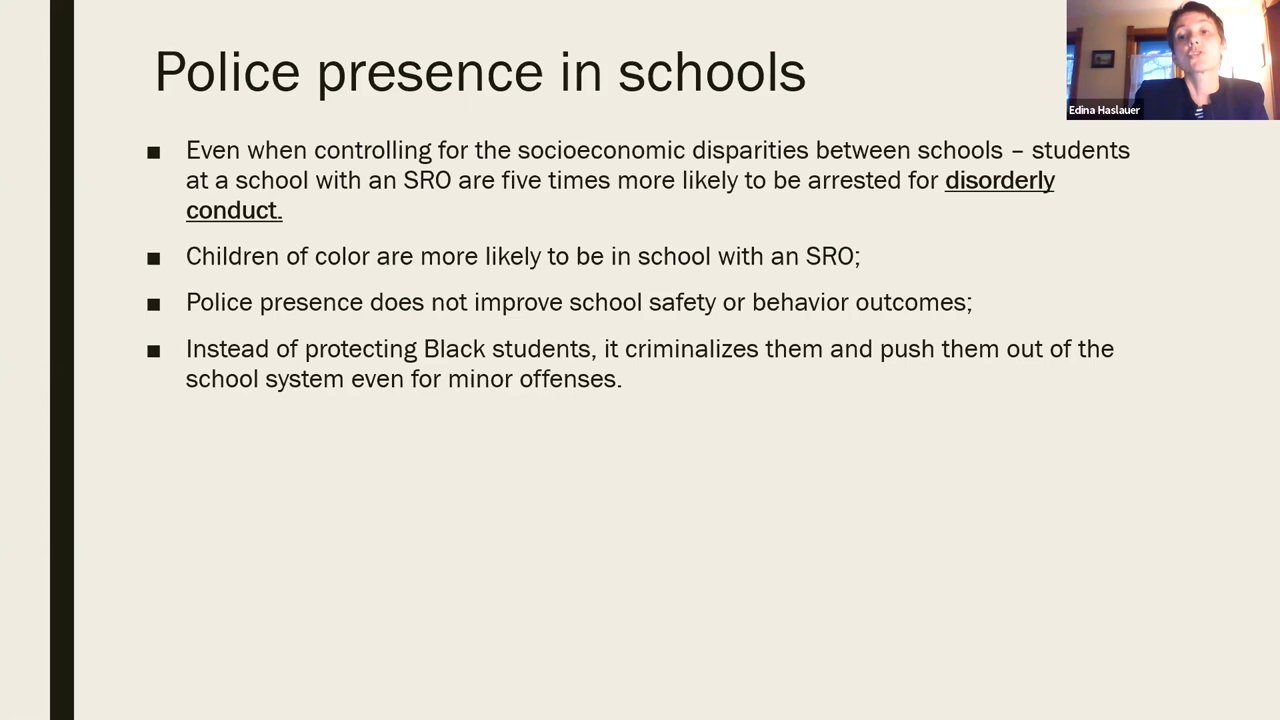 Police presence in schools
Edina Haslauer
■ Even when controlling for the socioeconomic disparities between schools – students
at a school with an SRO are five times more likely to be arrested for disorderly
conduct.
■ Children of color are more likely to be in school with an SRO;
■ Police presence does not improve school safety or behavior outcomes;
■ Instead of protecting Black students, it criminalizes them and push them out of the
school system even for minor offenses.